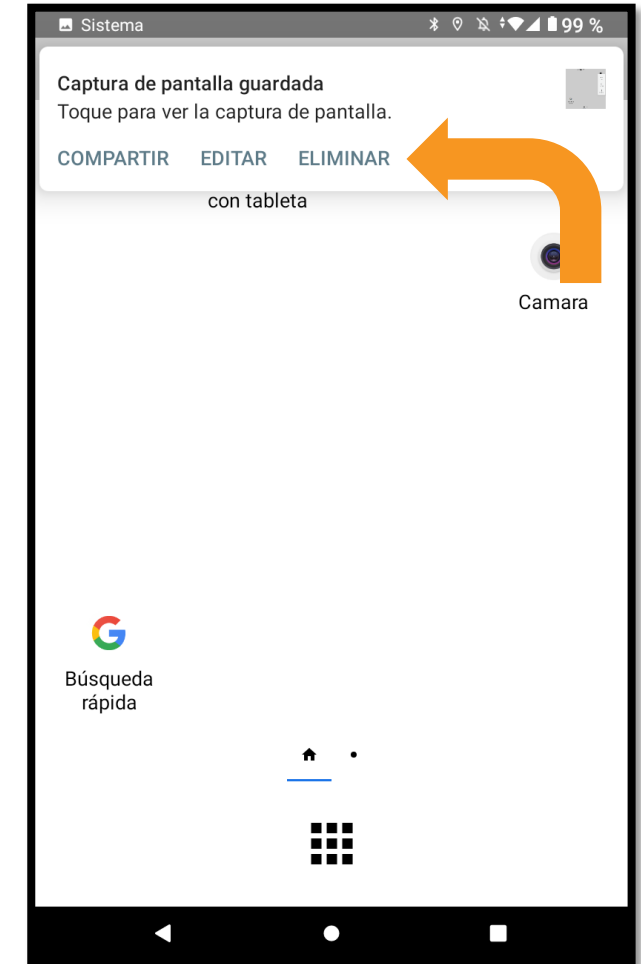 Sistema
99 %
Captura de pantalla guardada
Toque para ver la captura de pantalla.
COMPARTIR EDITAR ELIMINAR
con tableta
Camara
Búsqueda
rápida